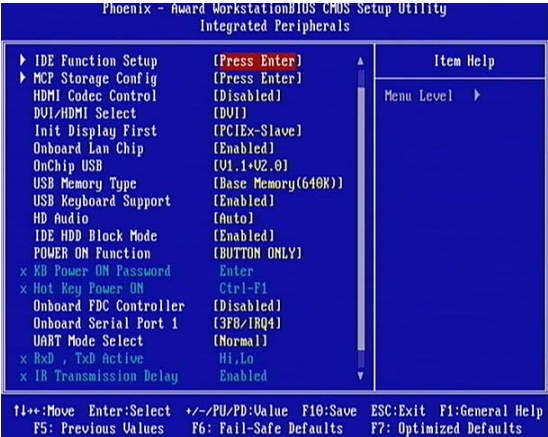 Phoenix - Award WorkstationBIOS CMOS Setup Utility
Integrated Peripherals
IDE Function Setup [Press Enter]
MCP Storage Config [Press Enter]
HDMI Codec Control [Disabled]
DVI/HDMI Select [DVI]
Init Display First [PCIEx-Slave]
Onboard Lan Chip [Enabled]
OnChip USB [V1.1+V2.0]
USB Memory Type [Base Memory(640K)]
USB Keyboard Support [Enabled]
HD Audio [Auto]
IDE HDD Block Mode [Enabled]
POWER ON Function [BUTTON ONLY]
x KB Power ON Password Enter
x Hot Key Power ON Ctrl-F1
Onboard FDC Controller [Disabled]
Onboard Serial Port 1 [3F8/IRQ4]
UART Mode Select [Normal]
x RxD , TxD Active Hi,Lo
x IR Transmission Delay Enabled
Item Help
Menu Level
↑↓→←:Move Enter:Select +/-/PU/PD:Value F10:Save ESC:Exit F1:General Help
F5: Previous Values F6: Fail-Safe Defaults F7: Optimized Defaults